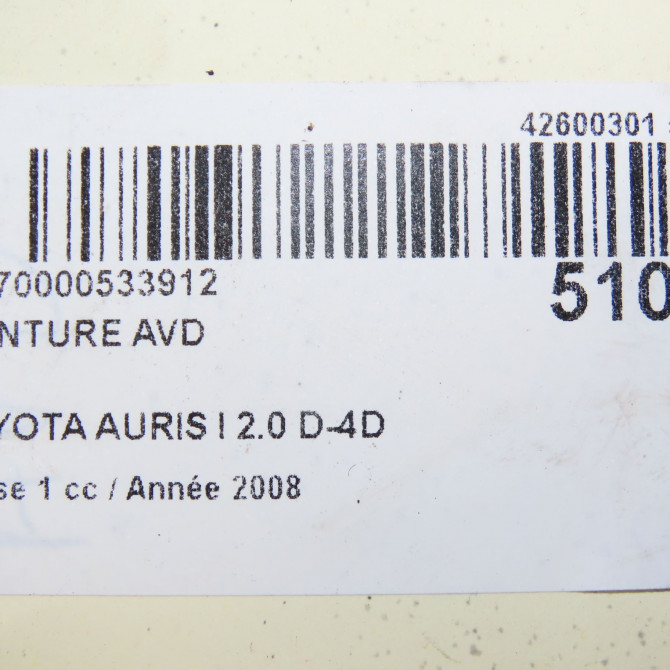 42600301
70000533912
510
NTURE AVD
YOTA AURIS I 2.0 D-4D
se 1 cc / Année 2008